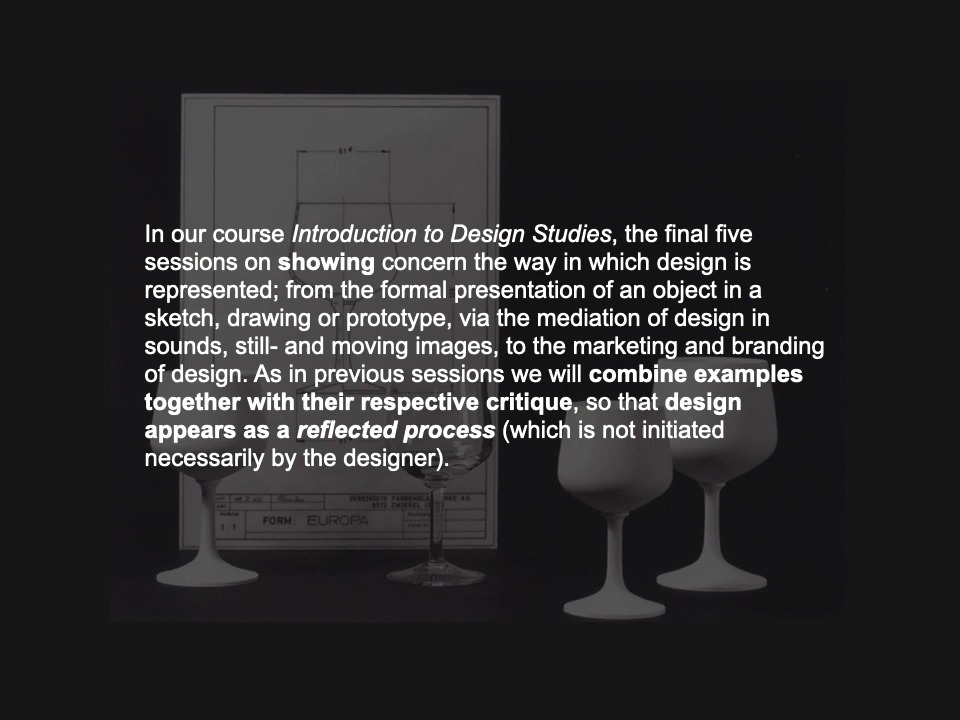 In our course Introduction to Design Studies, the final five
sessions on showing concern the way in which design is
represented; from the formal presentation of an object in a
sketch, drawing or prototype, via the mediation of design in
sounds, still- and moving images, to the marketing and branding
of design. As in previous sessions we will combine examples
together with their respective critique, so that design
appears as a reflected process (which is not initiated
necessarily by the designer).
FORM: EUROPA